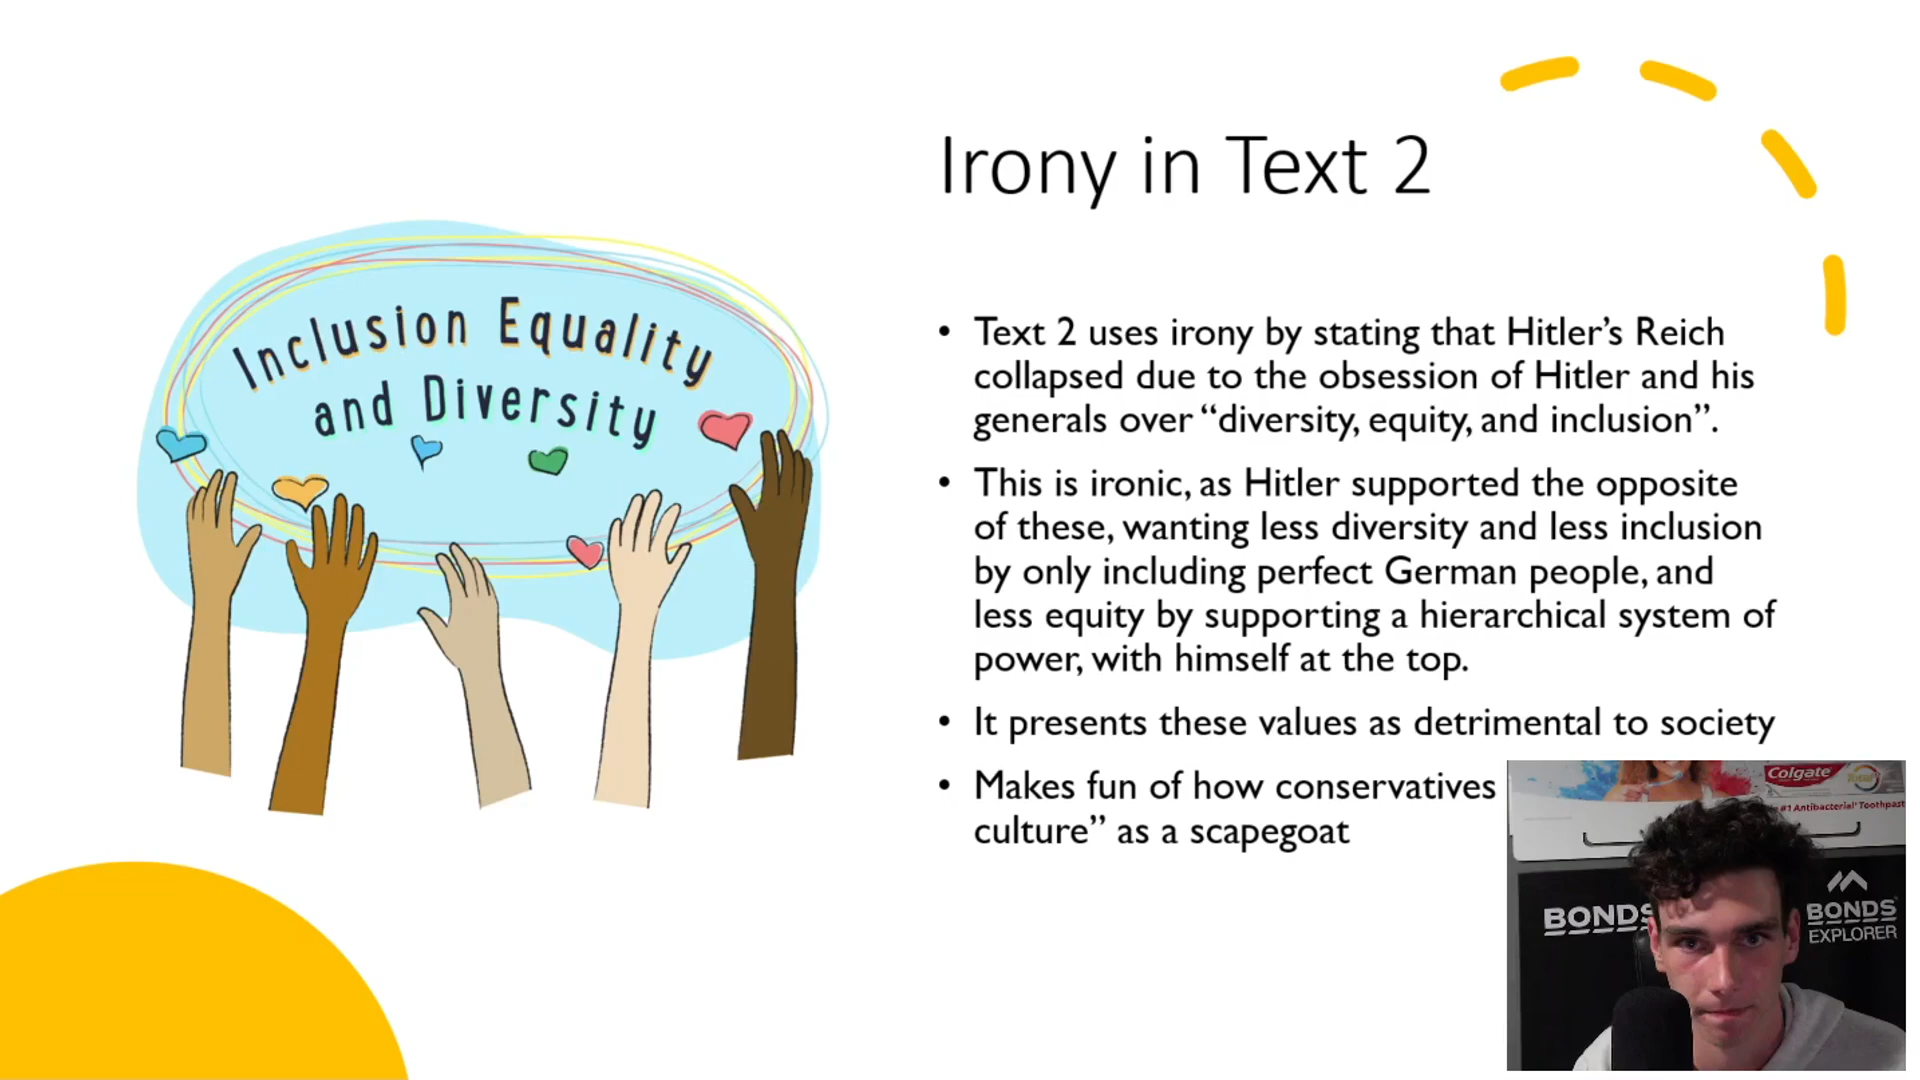 Irony in Text 2
Inclusion Equality
and Diversity
• Text 2 uses irony by stating that Hitler’s Reich
collapsed due to the obsession of Hitler and his
generals over “diversity, equity, and inclusion”.
• This is ironic, as Hitler supported the opposite
of these, wanting less diversity and less inclusion
by only including perfect German people, and
less equity by supporting a hierarchical system of
power, with himself at the top.
• It presents these values as detrimental to society
• Makes fun of how conservatives
culture” as a scapegoat
Colgate
#1 Antibacterial* Toothpast
BONDS
BONDS
EXPLORER